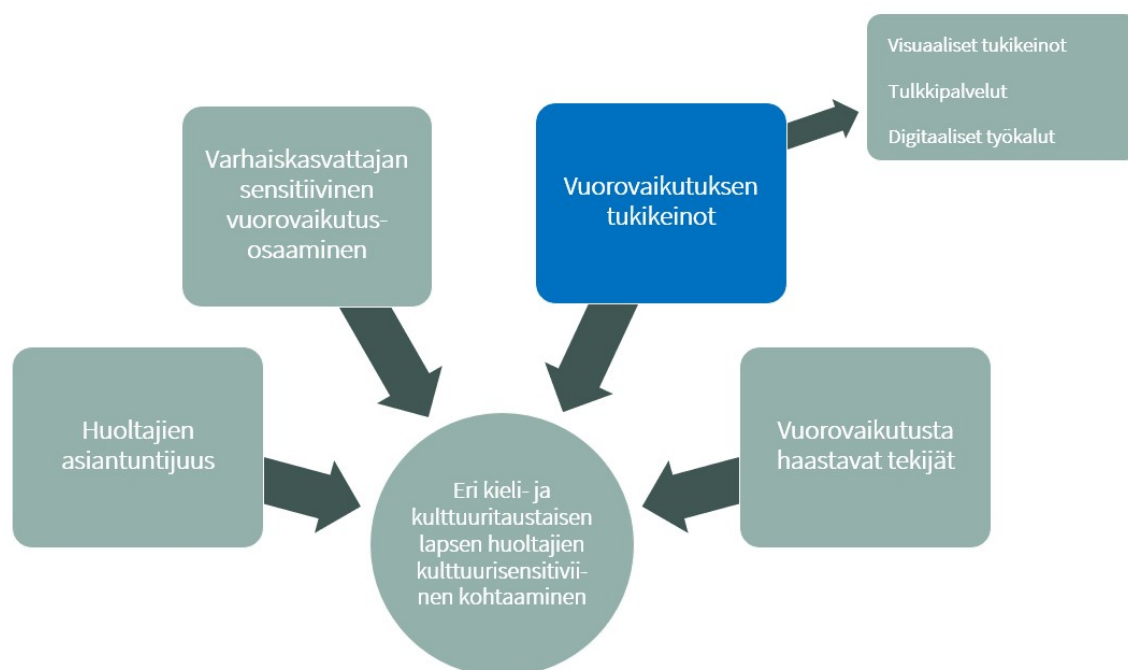 Visuaaliset tukikeinot
Tulkkipalvelut
Digitaaliset työkalut
Varhaiskasvattajan
sensitiivinen
vuorovaikutus-
osaaminen
Vuorovaikutuksen
tukikeinot
Huoltajien
asiantuntijuus
Vuorovaikutusta
haastavat tekijät
Eri kieli- ja
kulttuuritaustaisen
lapsen huoltajien
kulttuurisensitivii-
nen kohtaaminen